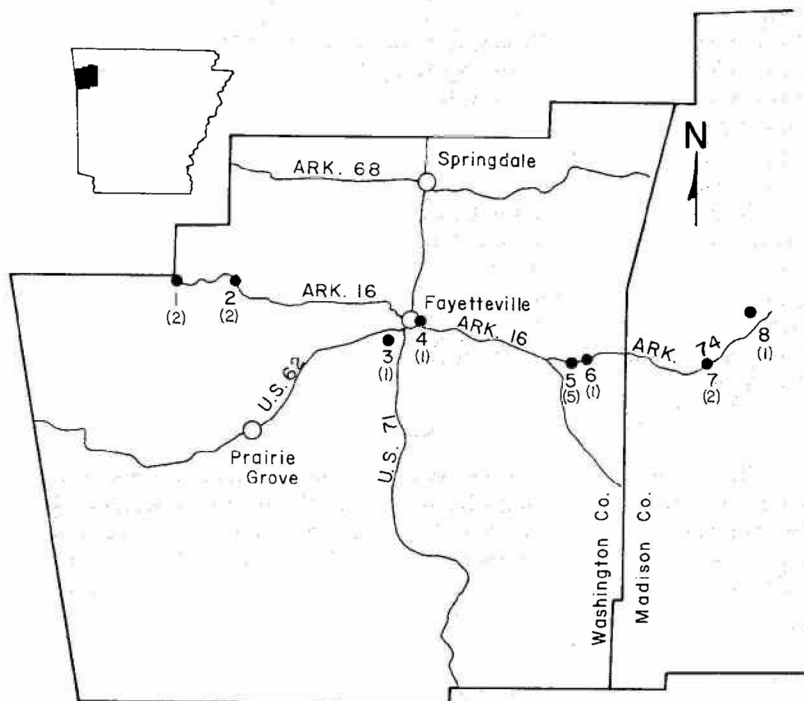 N
Springdale
ARK. 68
ARK. 16
Fayetteville
ARK. 16
ARK. 74
1
(2)
2
(2)
3
(1)
4
(1)
5
(5)
6
(1)
7
(2)
8
(1)
U.S. 62
U.S. 71
Prairie
Grove
Washington Co.
Madison Co.